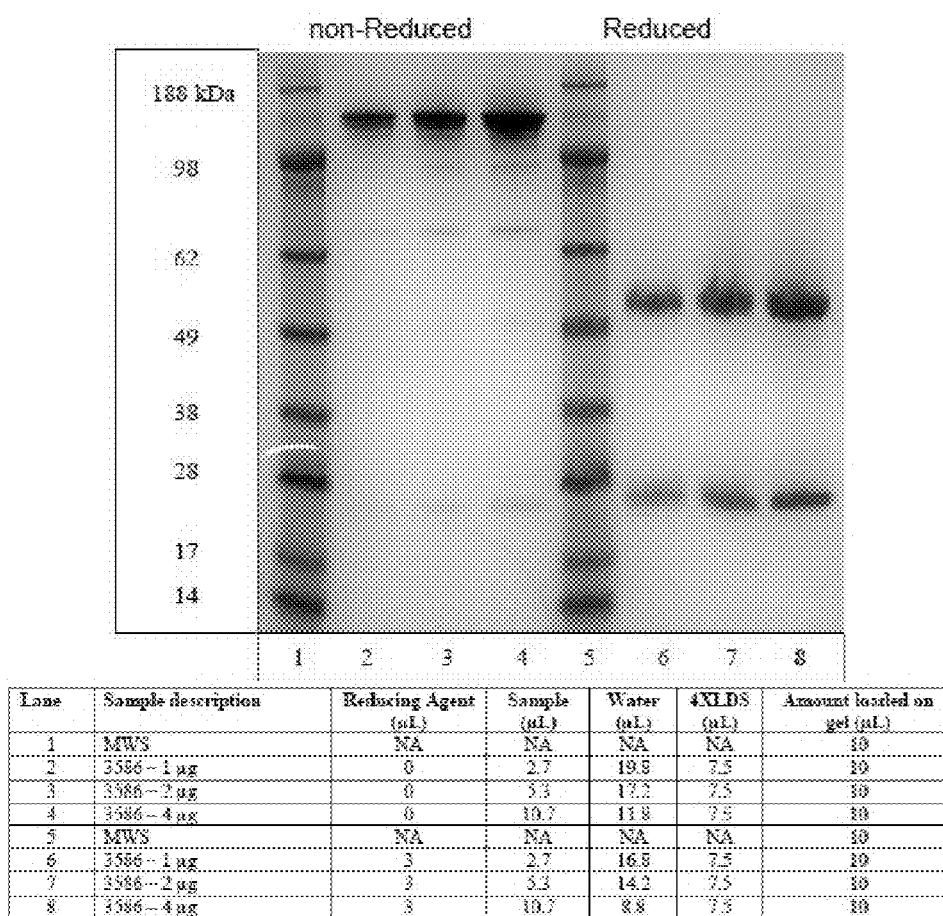 non-Reduced Reduced
188 kDa
98
62
49
38
28
17
14
1 2 3 4 5 6 7 8
Lane Sample description Reducing Agent (µL) Sample (µL) Water (µL) 4XLDS (µL) Amount loaded on gel (µL)
1 MWS NA NA NA NA 10
2 3586 – 1 µg 0 2.7 19.8 7.5 10
3 3586 – 2 µg 0 5.3 17.2 7.5 10
4 3586 – 4 µg 0 10.7 11.8 7.5 10
5 MWS NA NA NA NA 10
6 3586 – 1 µg 3 2.7 16.8 7.5 10
7 3586 – 2 µg 3 5.3 14.2 7.5 10
8 3586 – 4 µg 3 10.7 8.8 7.5 10